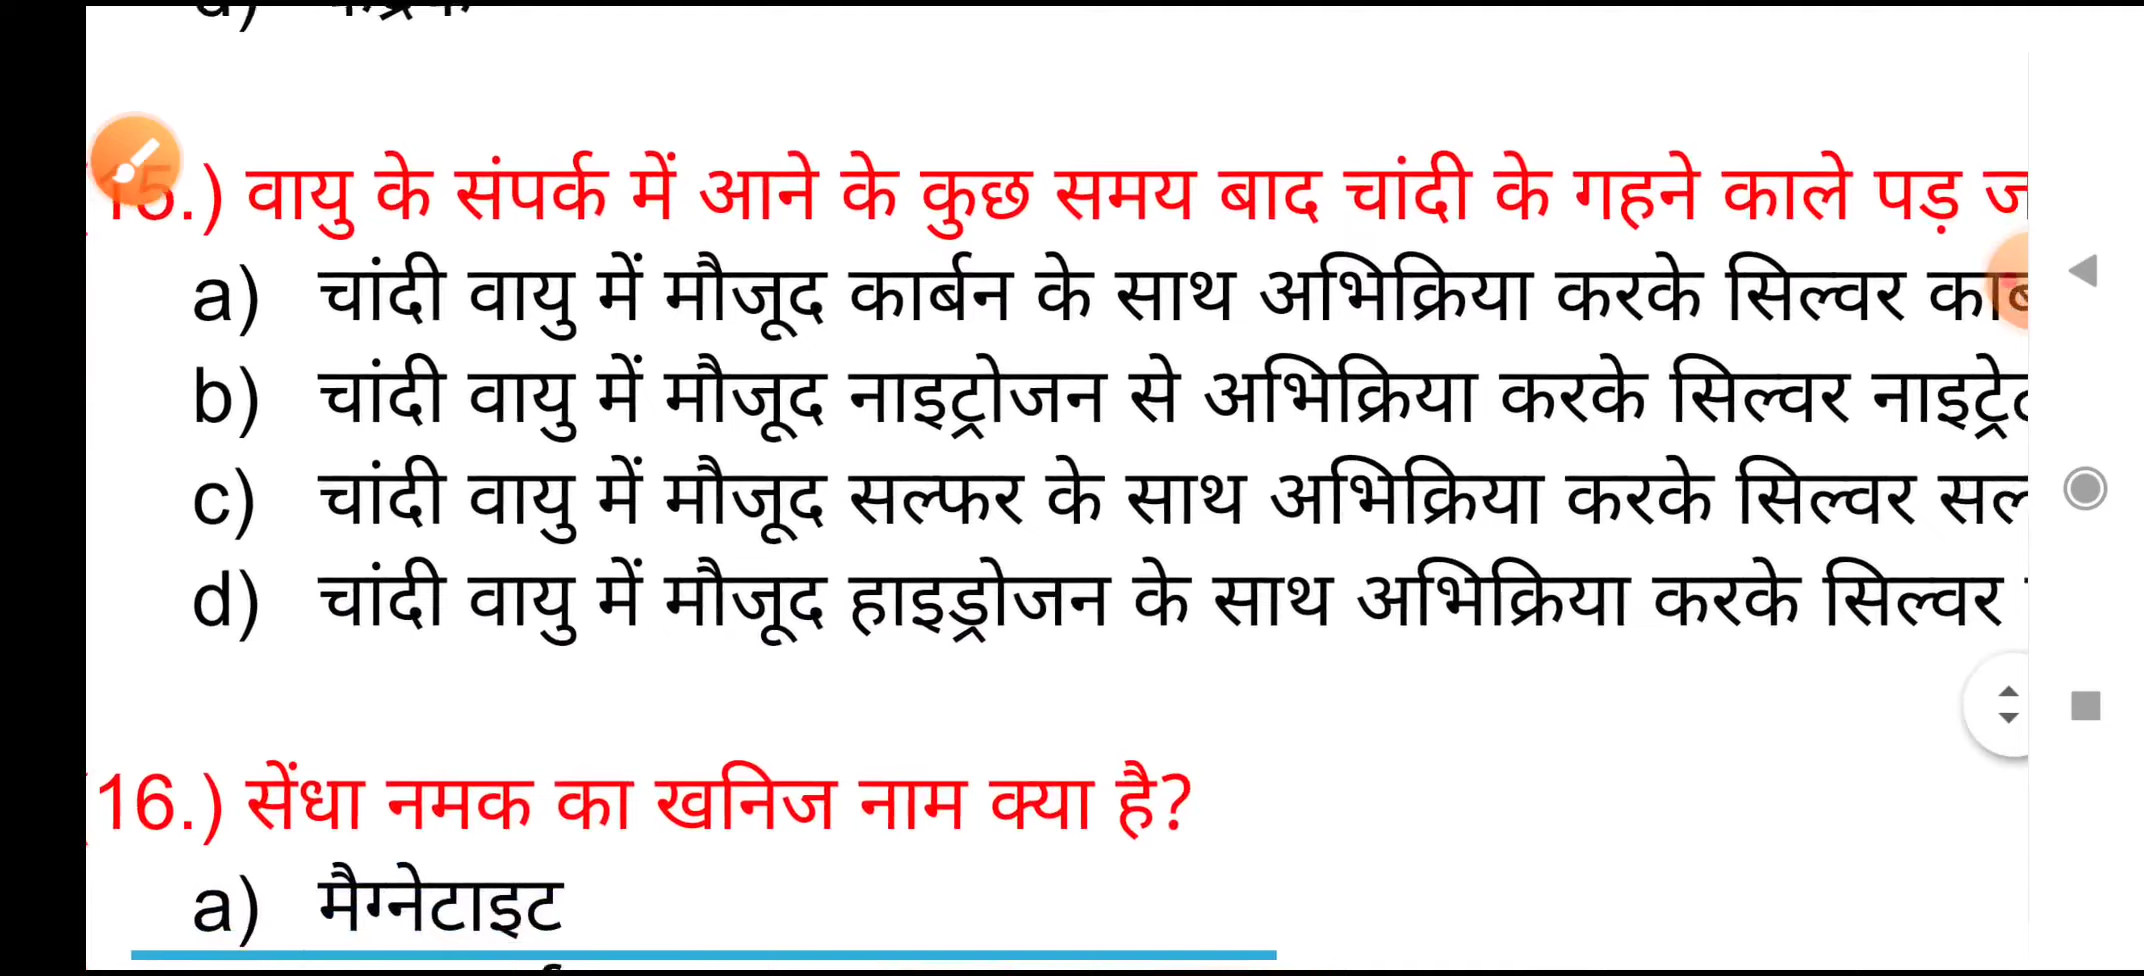 15.) वायु के संपर्क में आने के कुछ समय बाद चांदी के गहने काले पड़
a) चांदी वायु में मौजूद कार्बन के साथ अभिक्रिया करके सिल्वर
b) चांदी वायु में मौजूद नाइट्रोजन से अभिक्रिया करके सिल्वर
c) चांदी वायु में मौजूद सल्फर के साथ अभिक्रिया करके सिल्वर
d) चांदी वायु में मौजूद हाइड्रोजन के साथ अभिक्रिया करके सिल्वर
16.) सेंधा नमक का खनिज नाम क्या है?
a) मैग्नेटाइट